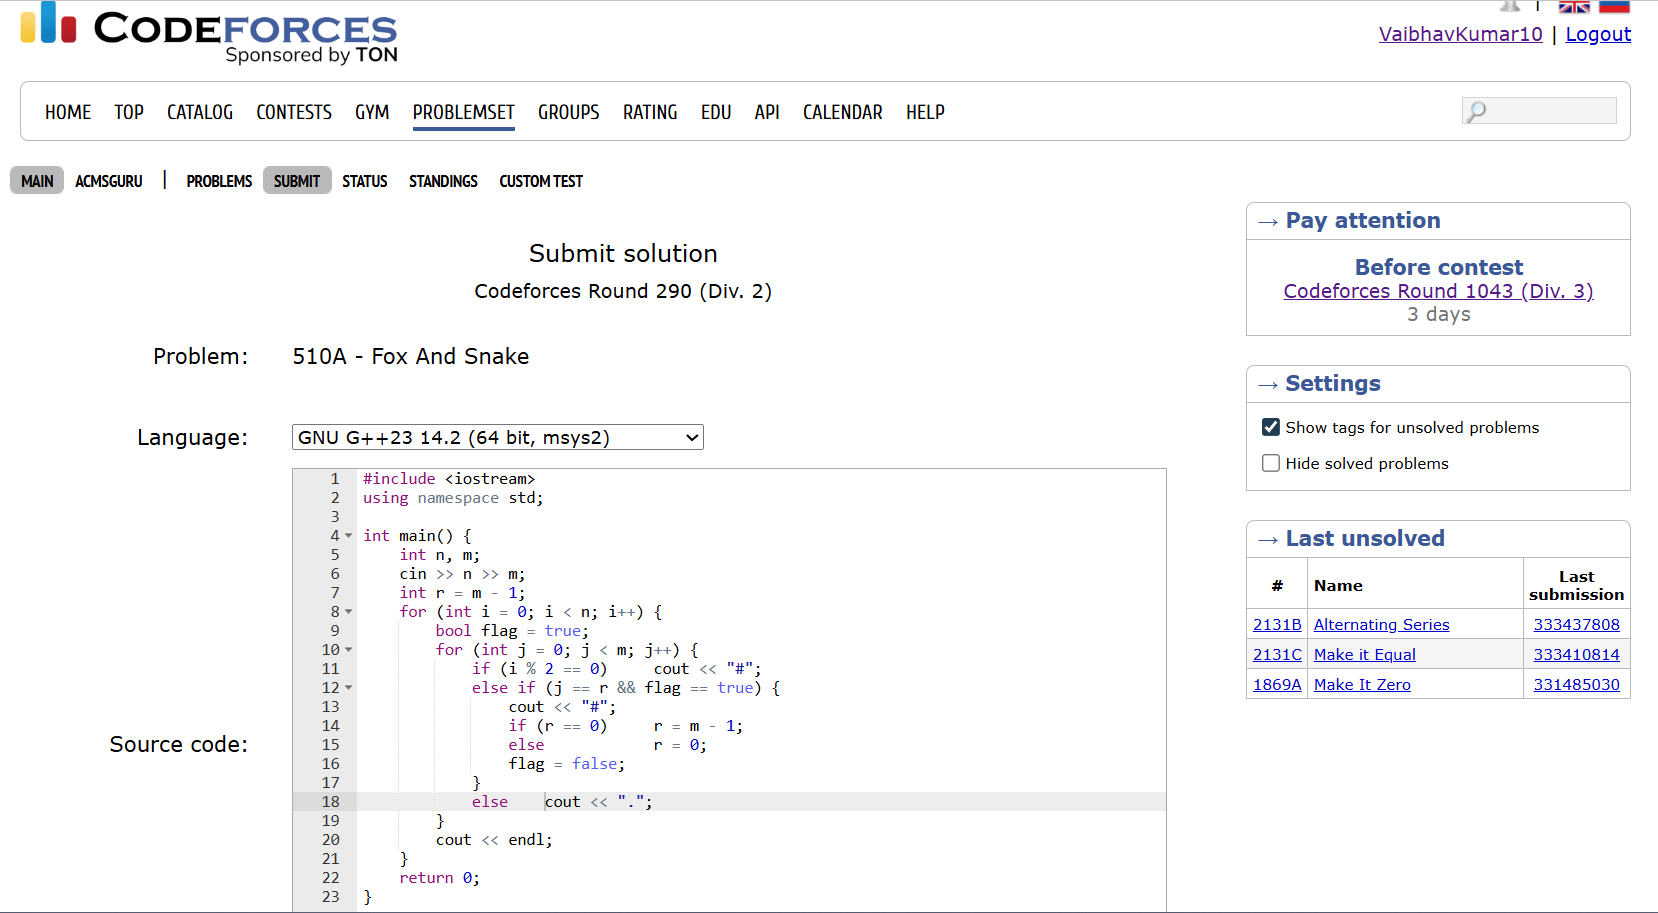 CODEFORCES
Sponsored by TON
|
VaibhavKumar10 | Logout
HOME TOP CATALOG CONTESTS GYM PROBLEMSET GROUPS RATING EDU API CALENDAR HELP
MAIN ACMSGURU | PROBLEMS SUBMIT STATUS STANDINGS CUSTOM TEST
Submit solution
Codeforces Round 290 (Div. 2)
Problem: 510A - Fox And Snake
Language: GNU G++23 14.2 (64 bit, msys2)
Source code:
1 #include <iostream>
2 using namespace std;
3
4 int main() {
5     int n, m;
6     cin >> n >> m;
7     int r = m - 1;
8     for (int i = 0; i < n; i++) {
9         bool flag = true;
10         for (int j = 0; j < m; j++) {
11             if (i % 2 == 0)     cout << "#";
12             else if (j == r && flag == true) {
13                 cout << "#";
14                 if (r == 0)     r = m - 1;
15                 else            r = 0;
16                 flag = false;
17             }
18             else    cout << ".";
19         }
20         cout << endl;
21     }
22     return 0;
23 }
→ Pay attention
Before contest
Codeforces Round 1043 (Div. 3)
3 days
→ Settings
Show tags for unsolved problems
Hide solved problems
→ Last unsolved
# Name Last submission
2131B Alternating Series 333437808
2131C Make it Equal 333410814
1869A Make It Zero 331485030